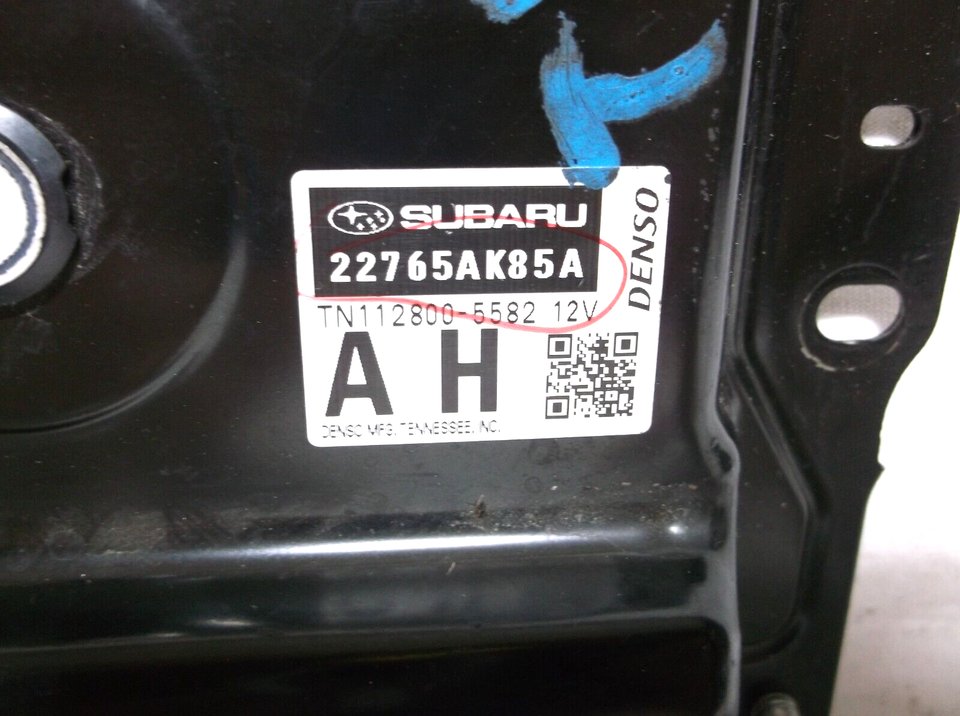 SUBARU
22765AK85A
TN112800-5582 12V
A H
DENSO MFG. TENNESSEE, INC.
DENSO